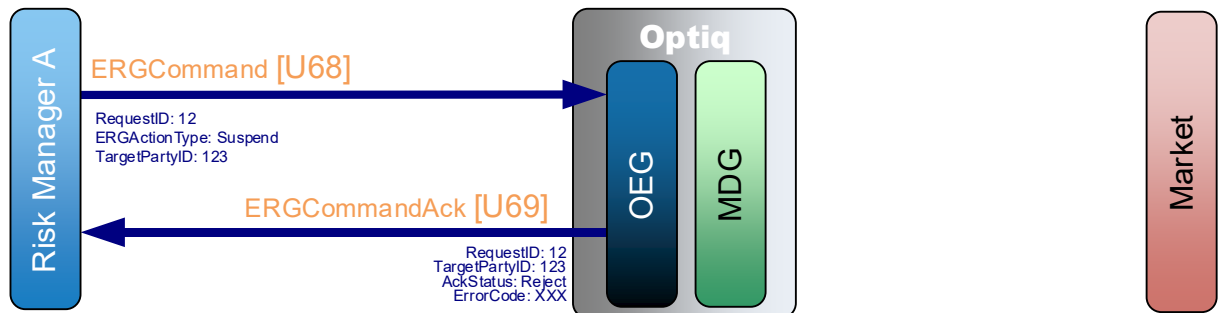 Risk Manager A
ERGCommand [U68]
RequestID: 12
ERGActionType: Suspend
TargetPartyID: 123
ERGCommandAck [U69]
RequestID: 12
TargetPartyID: 123
AckStatus: Reject
ErrorCode: XXX
Optiq
OEG
MDG
Market